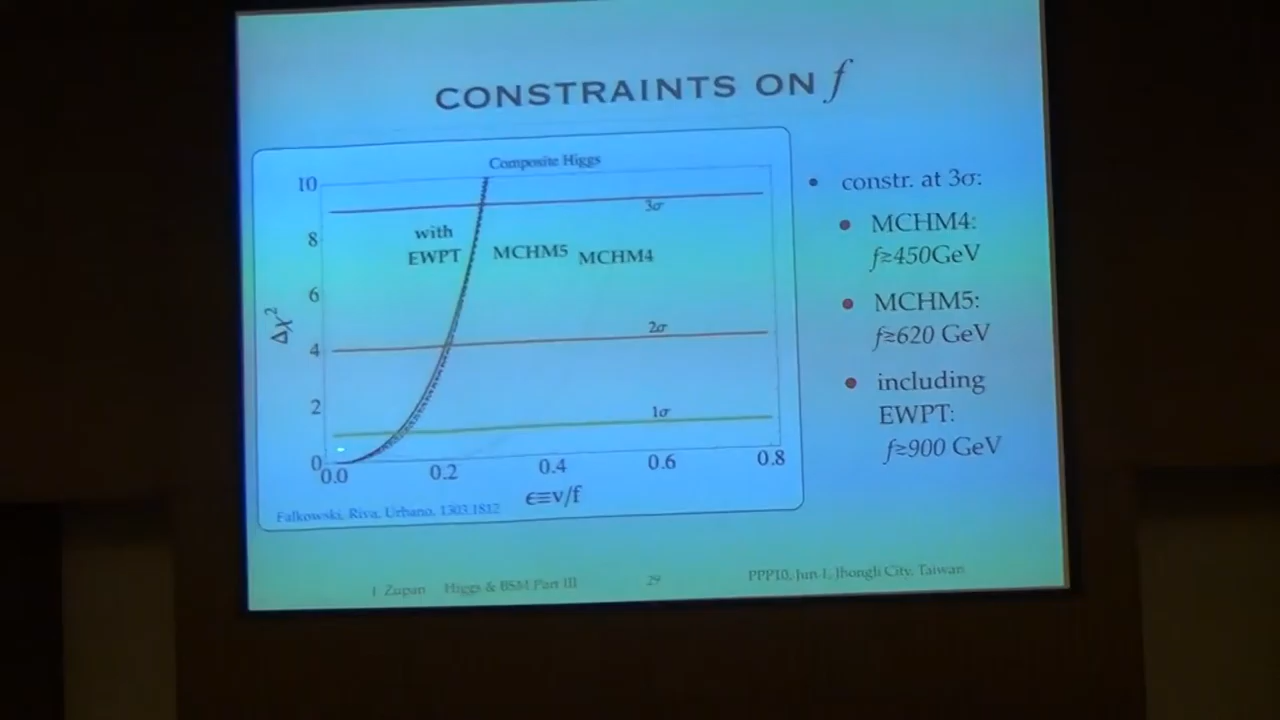 CONSTRAINTS ON f
Composite Higgs
10
8
6
4
2
0
Δχ²
3σ
with
EWPT
MCHM5
MCHM4
2σ
1σ
0.0
0.2
0.4
0.6
0.8
ϵ≡v/f
Falkowski, Riva, Urbano, 1303.1812
• constr. at 3σ:
• MCHM4:
f≳450GeV
• MCHM5:
f≳620 GeV
• including
EWPT:
f≳900 GeV
J. Zupan Higgs & BSM Part III
29
PPP10, Jun 1, Jhongli City, Taiwan